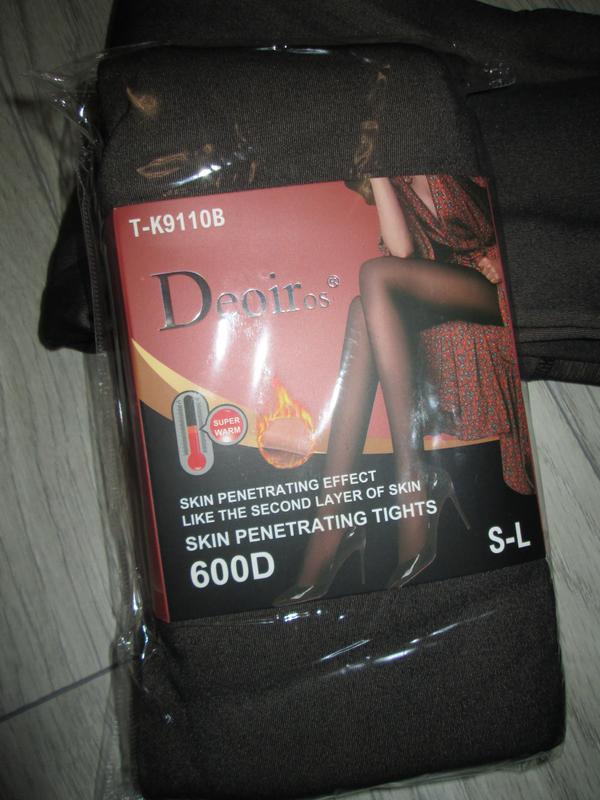 T-K9110B
Deoiros®
SUPER
WARM
SKIN PENETRATING EFFECT
LIKE THE SECOND LAYER OF SKIN
SKIN PENETRATING TIGHTS
600D
S-L